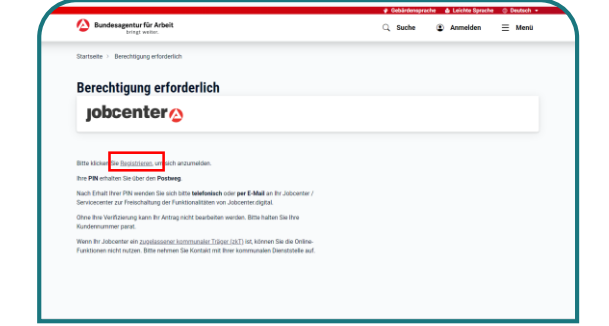 Gebärdensprache Leichte Sprache Deutsch
Bundesagentur für Arbeit
bringt weiter.
Suche Anmelden Menü
Startseite Berechtigung erforderlich
Berechtigung erforderlich
jobcenter
Bitte klicken Sie Registrieren, um sich anzumelden.
Ihre PIN erhalten Sie über den Postweg.
Nach Erhalt Ihrer PIN wenden Sie sich bitte telefonisch oder per E-Mail an Ihr Jobcenter /
Servicecenter zur Freischaltung der Funktionalitäten von Jobcenter.digital.
Ohne Ihre Verifizierung kann Ihr Antrag nicht bearbeitet werden. Bitte halten Sie Ihre
Kundennummer parat.
Wenn Ihr Jobcenter ein zugelassener kommunaler Träger (zkT) ist, können Sie die Online-
Funktionen nicht nutzen. Bitte nehmen Sie Kontakt mit Ihrer kommunalen Dienststelle auf.